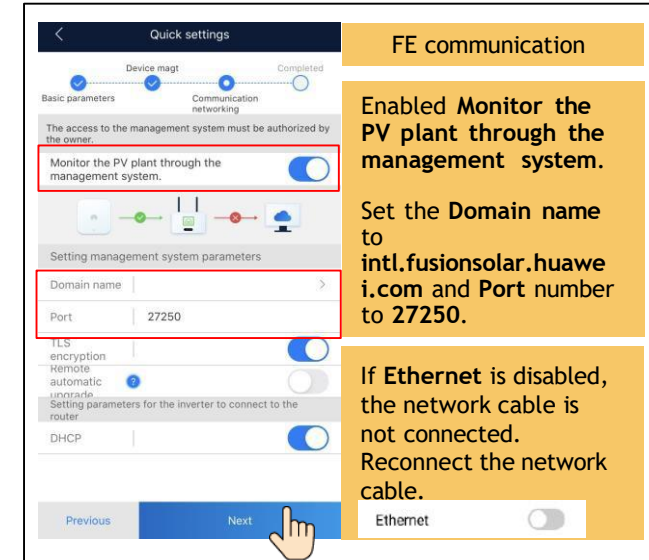 Quick settings
Device magt
Completed
Basic parameters
Communication
networking
The access to the management system must be authorized by
the owner.
Monitor the PV plant through the
management system.
Setting management system parameters
Domain name
Port 27250
TLS
encryption
Remote
automatic
upgrade
Setting parameters for the inverter to connect to the
router
DHCP
Previous
Next
FE communication
Enabled Monitor the
PV plant through the
management system.
Set the Domain name
to
intl.fusionsolar.huawe
i.com and Port number
to 27250.
If Ethernet is disabled,
the network cable is
not connected.
Reconnect the network
cable.
Ethernet